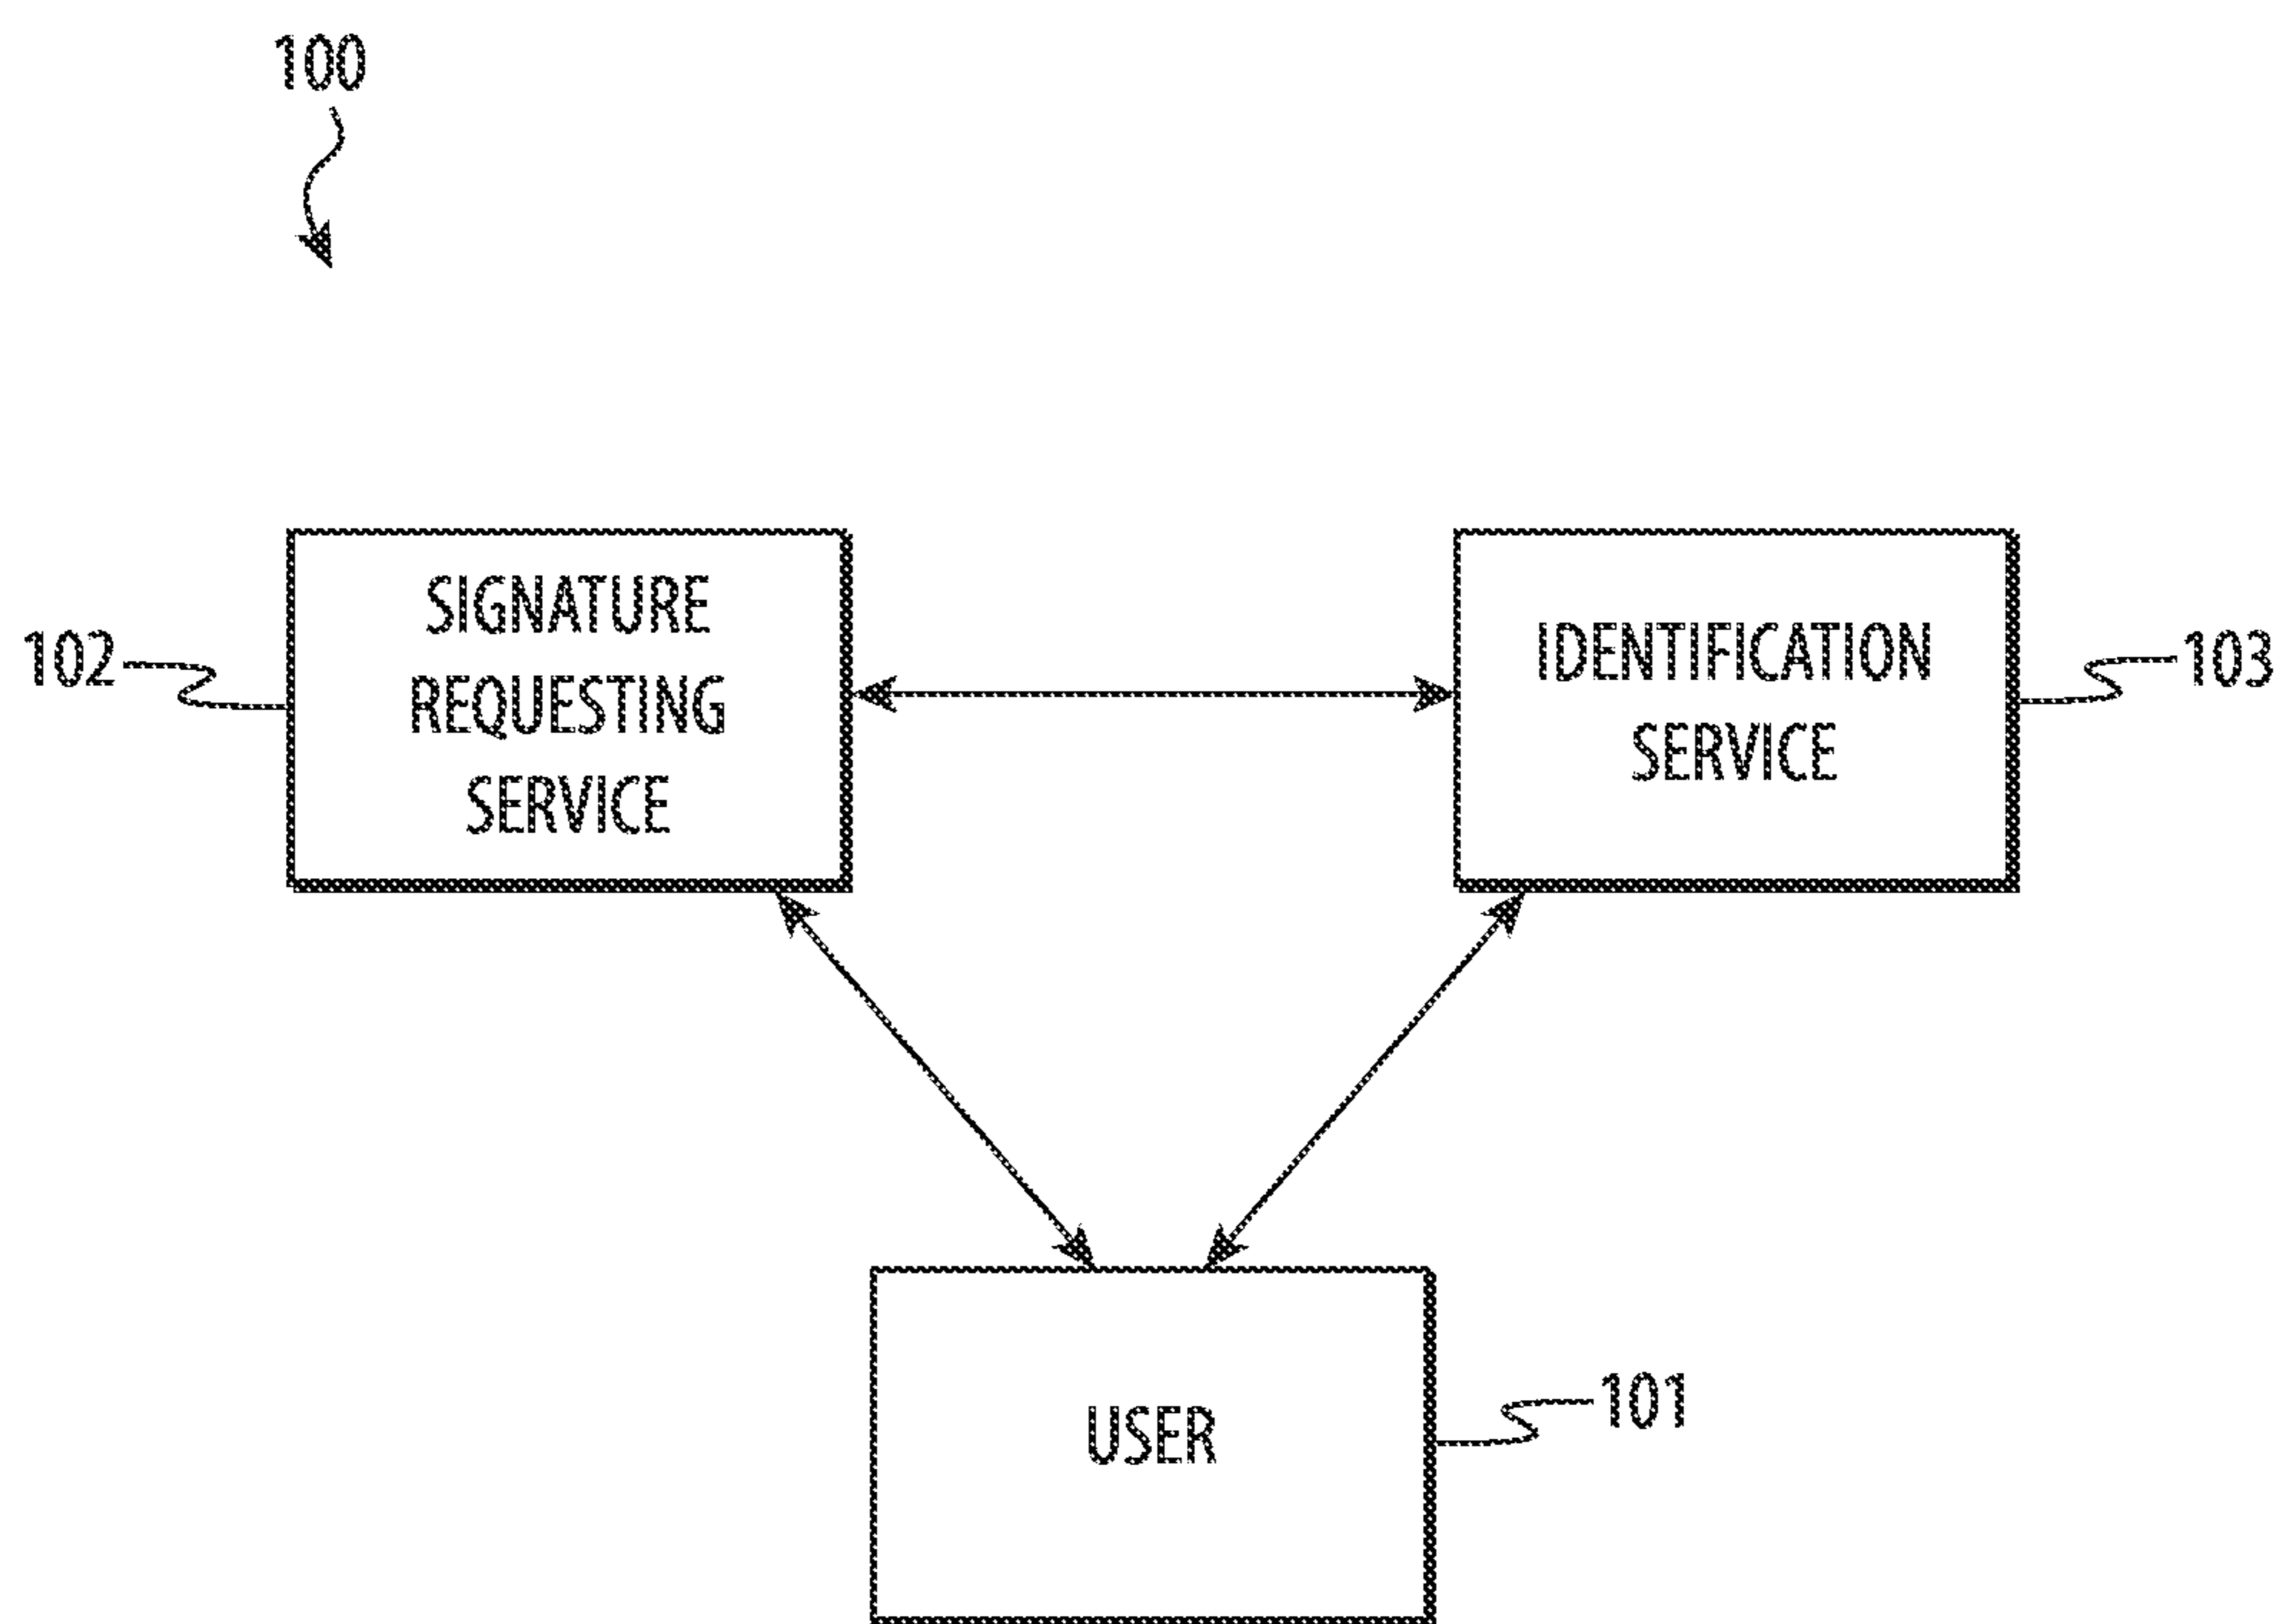 100
SIGNATURE
REQUESTING
SERVICE
102
IDENTIFICATION
SERVICE
103
USER
101